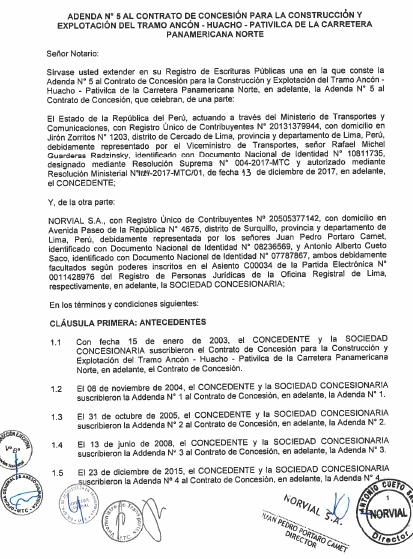 ADENDA N° 5 AL CONTRATO DE CONCESIÓN PARA LA CONSTRUCCIÓN Y
EXPLOTACIÓN DEL TRAMO ANCÓN - HUACHO - PATIVILCA DE LA CARRETERA
PANAMERICANA NORTE
Señor Notario:
Sírvase usted extender en su Registro de Escrituras Públicas una en la que conste la
Adenda N° 5 al Contrato de Concesión para la Construcción y Explotación del Tramo Ancón -
Huacho - Pativilca de la Carretera Panamericana Norte, en adelante, la Adenda N° 5 al
Contrato de Concesión, que celebran, de una parte:
El Estado de la República del Perú, actuando a través del Ministerio de Transportes y
Comunicaciones, con Registro Único de Contribuyentes N° 20131379944, con domicilio en
Jirón Zorritos N° 1203, distrito de Cercado de Lima, provincia y departamento de Lima, Perú,
debidamente representado por el Viceministro de Transportes, señor Rafael Michel
Guarderas Radzinsky, identificado con Documento Nacional de Identidad N° 10811735,
designado mediante Resolución Suprema N° 004-2017-MTC y autorizado mediante
Resolución Ministerial N° -2017-MTC/01, de fecha 13 de diciembre de 2017, en adelante,
el CONCEDENTE;
Y, de la otra parte:
NORVIAL S.A., con Registro Único de Contribuyentes N° 20505377142, con domicilio en
Avenida Paseo de la República N° 4675, distrito de Surquillo, provincia y departamento de
Lima, Perú, debidamente representada por los señores Juan Pedro Portaro Camet,
identificado con Documento Nacional de Identidad N° 08236569, y Antonio Alberto Cueto
Saco, identificado con Documento Nacional de Identidad N° 07787867, ambos debidamente
facultados según poderes inscritos en el Asiento C00034 de la Partida Electrónica N°
0011428976 del Registro de Personas Jurídicas de la Oficina Registral de Lima,
respectivamente, en adelante, la SOCIEDAD CONCESIONARIA;
En los términos y condiciones siguientes:
CLÁUSULA PRIMERA: ANTECEDENTES
1.1 Con fecha 15 de enero de 2003, el CONCEDENTE y la SOCIEDAD
CONCESIONARIA suscribieron el Contrato de Concesión para la Construcción y
Explotación del Tramo Ancón - Huacho - Pativilca de la Carretera Panamericana
Norte, en adelante, el Contrato de Concesión.
1.2 El 08 de noviembre de 2004, el CONCEDENTE y la SOCIEDAD CONCESIONARIA
suscribieron la Addenda N° 1 al Contrato de Concesión, en adelante, la Adenda N° 1.
1.3 El 31 de octubre de 2005, el CONCEDENTE y la SOCIEDAD CONCESIONARIA
suscribieron la Addenda N° 2 al Contrato de Concesión, en adelante, la Adenda N° 2.
1.4 El 13 de junio de 2008, el CONCEDENTE y la SOCIEDAD CONCESIONARIA
suscribieron la Addenda N° 3 al Contrato de Concesión, en adelante, la Adenda N° 3.
1.5 El 23 de diciembre de 2015, el CONCEDENTE y la SOCIEDAD CONCESIONARIA
suscribieron la Adenda N° 4 al Contrato de Concesión, en adelante, la Adenda N° 4
NORVIAL S.A.
JUAN PEDRO PORTARO CAMET
DIRECTOR
ANTONIO CUETO
NORVIAL
Director